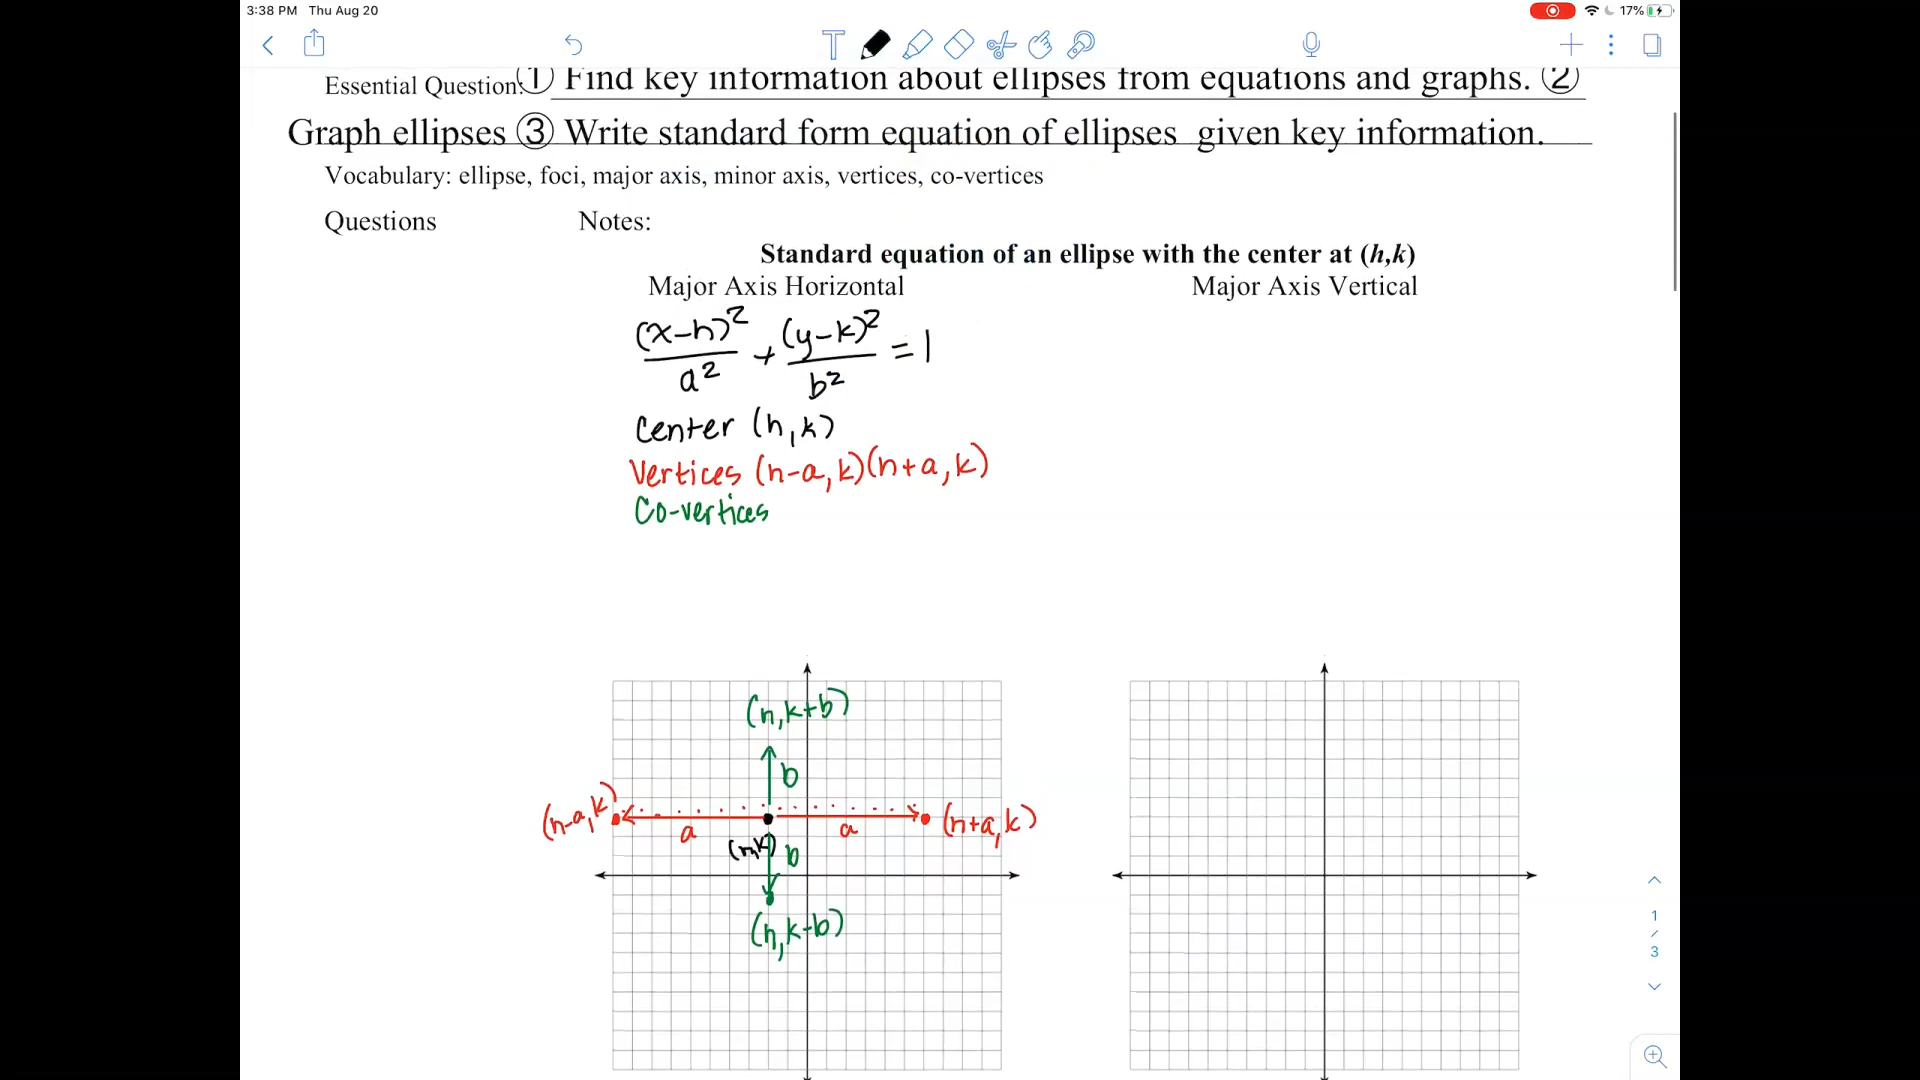 3:38 PM Thu Aug 20
17%
Essential Question: ① Find key information about ellipses from equations and graphs. ②
Graph ellipses ③ Write standard form equation of ellipses given key information.
Vocabulary: ellipse, foci, major axis, minor axis, vertices, co-vertices
Questions Notes:
Standard equation of an ellipse with the center at (h,k)
Major Axis Horizontal Major Axis Vertical
(x-h)²/a² + (y-k)²/b² = 1
Center (h,k)
Vertices (h-a,k)(h+a,k)
Co-vertices
(h,k+b)
b
(h-a,k) a a (h+a,k)
(h,k) b
(h,k-b)
1
/
3